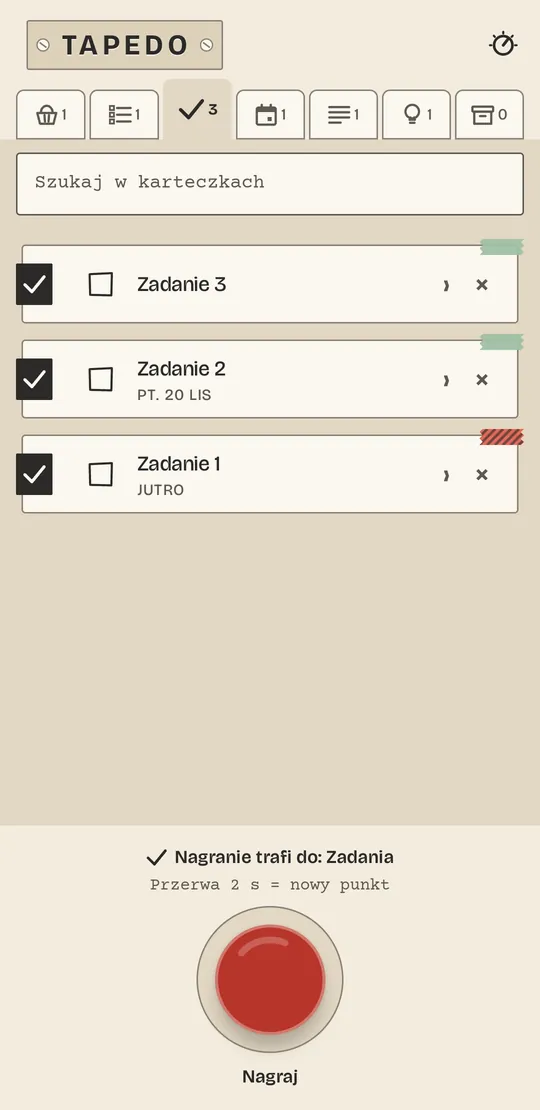 TAPEDO
1
1
3
1
1
1
0
Szukaj w karteczkach
Zadanie 3
Zadanie 2
PT. 20 LIS
Zadanie 1
JUTRO
Nagranie trafi do: Zadania
Przerwa 2 s = nowy punkt
Nagraj